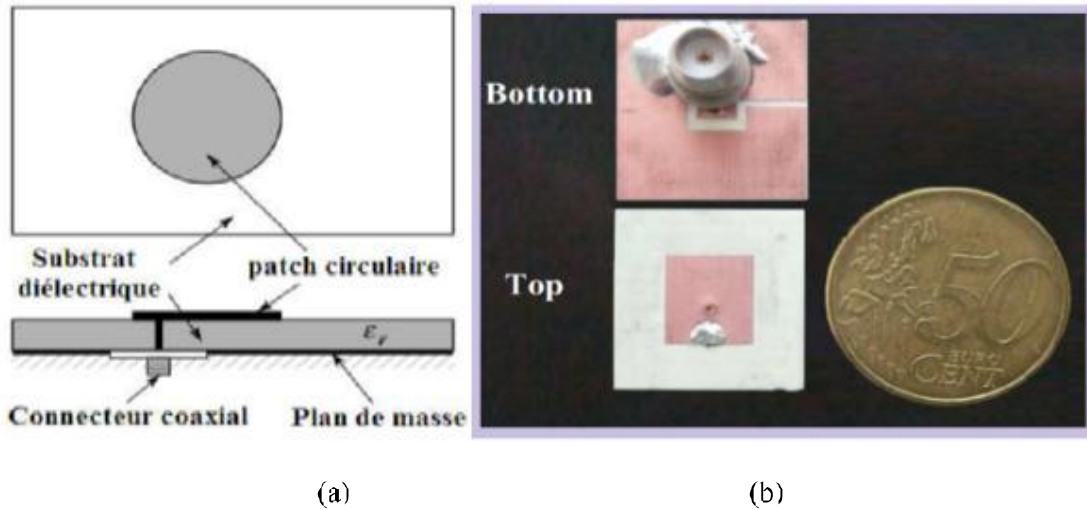 Substrat
diélectrique
patch circulaire
εr
Connecteur coaxial
Plan de masse
Bottom
Top
50
EURO
CENT
(a)
(b)